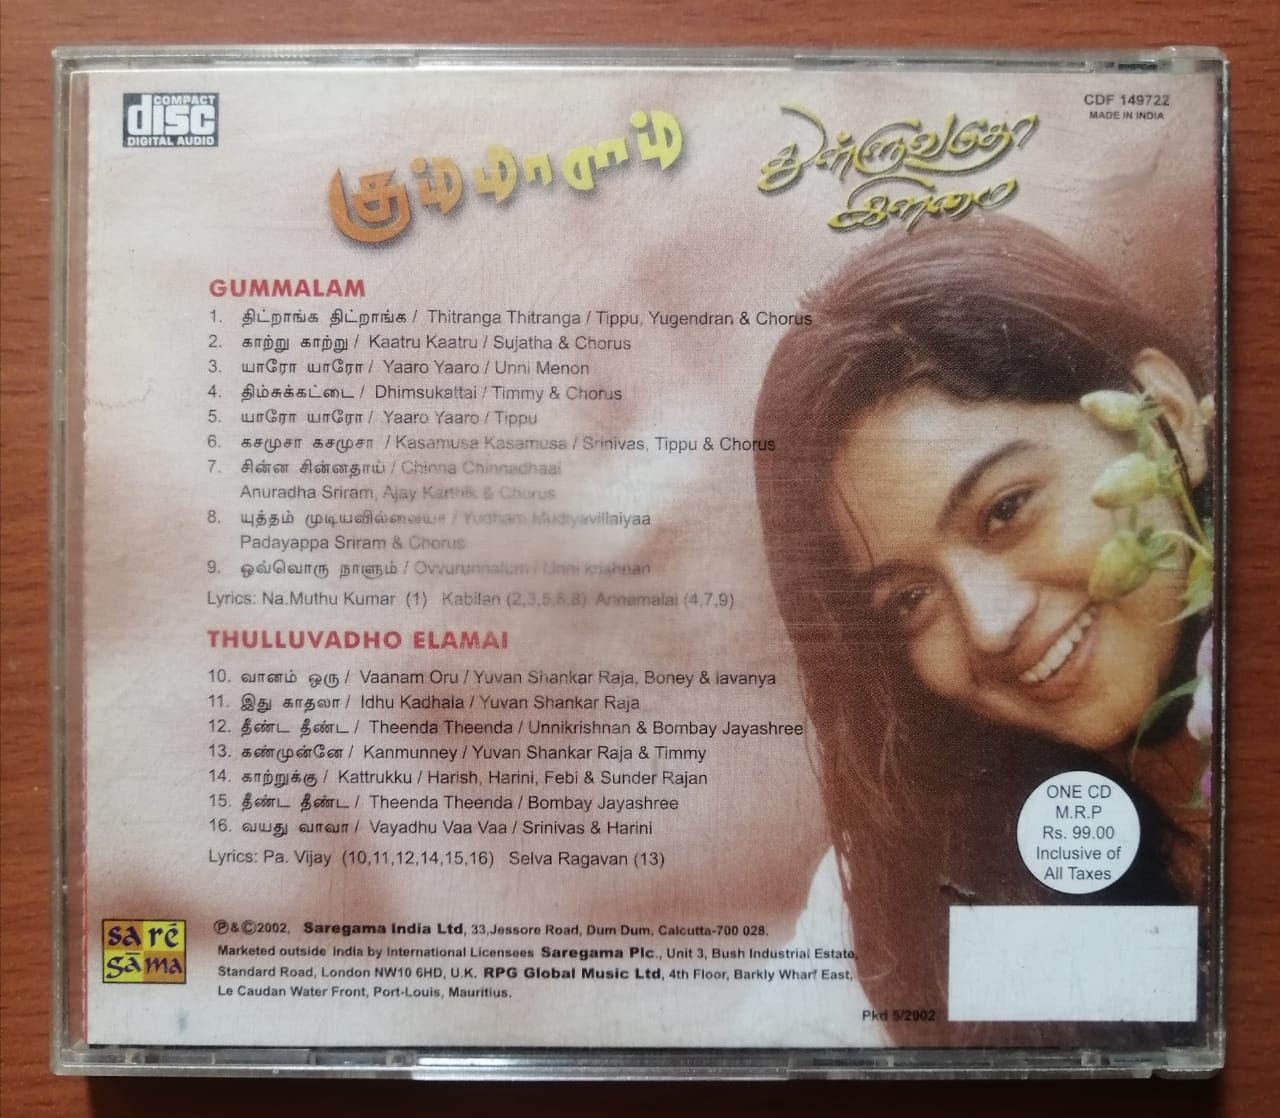 COMPACT
disc
DIGITAL AUDIO
கும்மாளம்
துள்ளுவதோ
இளமை
CDF 149722
MADE IN INDIA
GUMMALAM
1. திட்றாங்க திட்றாங்க / Thitranga Thitranga / Tippu, Yugendran & Chorus
2. காற்று காற்று / Kaatru Kaatru / Sujatha & Chorus
3. யாரோ யாரோ / Yaaro Yaaro / Unni Menon
4. திம்சுக்கட்டை / Dhimsukattai / Timmy & Chorus
5. யாரோ யாரோ / Yaaro Yaaro / Tippu
6. கசமுசா கசமுசா / Kasamusa Kasamusa / Srinivas, Tippu & Chorus
7. சின்ன சின்னதாய் / Chinna Chinnadhaai
Anuradha Sriram, Ajay Karthik & Chorus
8. யுத்தம் முடியவில்லையா / Yudham Mudiyavillaiyaa
Padayappa Sriram & Chorus
9. ஒவ்வொரு நாளும் / Ovvurunnalum / Unni krishnan
Lyrics: Na.Muthu Kumar (1) Kabilan (2,3,5,6,8) Annamalai (4,7,9)
THULLUVADHO ELAMAI
10. வானம் ஒரு / Vaanam Oru / Yuvan Shankar Raja, Boney & lavanya
11. இது காதலா / Idhu Kadhala / Yuvan Shankar Raja
12. தீண்ட தீண்ட / Theenda Theenda / Unnikrishnan & Bombay Jayashree
13. கண்முன்னே / Kanmunney / Yuvan Shankar Raja & Timmy
14. காற்றுக்கு / Kattrukku / Harish, Harini, Febi & Sunder Rajan
15. தீண்ட தீண்ட / Theenda Theenda / Bombay Jayashree
16. வயது வாவா / Vayadhu Vaa Vaa / Srinivas & Harini
Lyrics: Pa. Vijay (10,11,12,14,15,16) Selva Ragavan (13)
ONE CD
M.R.P
Rs. 99.00
Inclusive of
All Taxes
sa ré
gāma
℗&©2002, Saregama India Ltd, 33,Jessore Road, Dum Dum, Calcutta-700 028.
Marketed outside India by International Licensees Saregama Plc., Unit 3, Bush Industrial Estate,
Standard Road, London NW10 6HD, U.K. RPG Global Music Ltd, 4th Floor, Barkly Wharf East,
Le Caudan Water Front, Port-Louis, Mauritius.
Pkd 5/2002